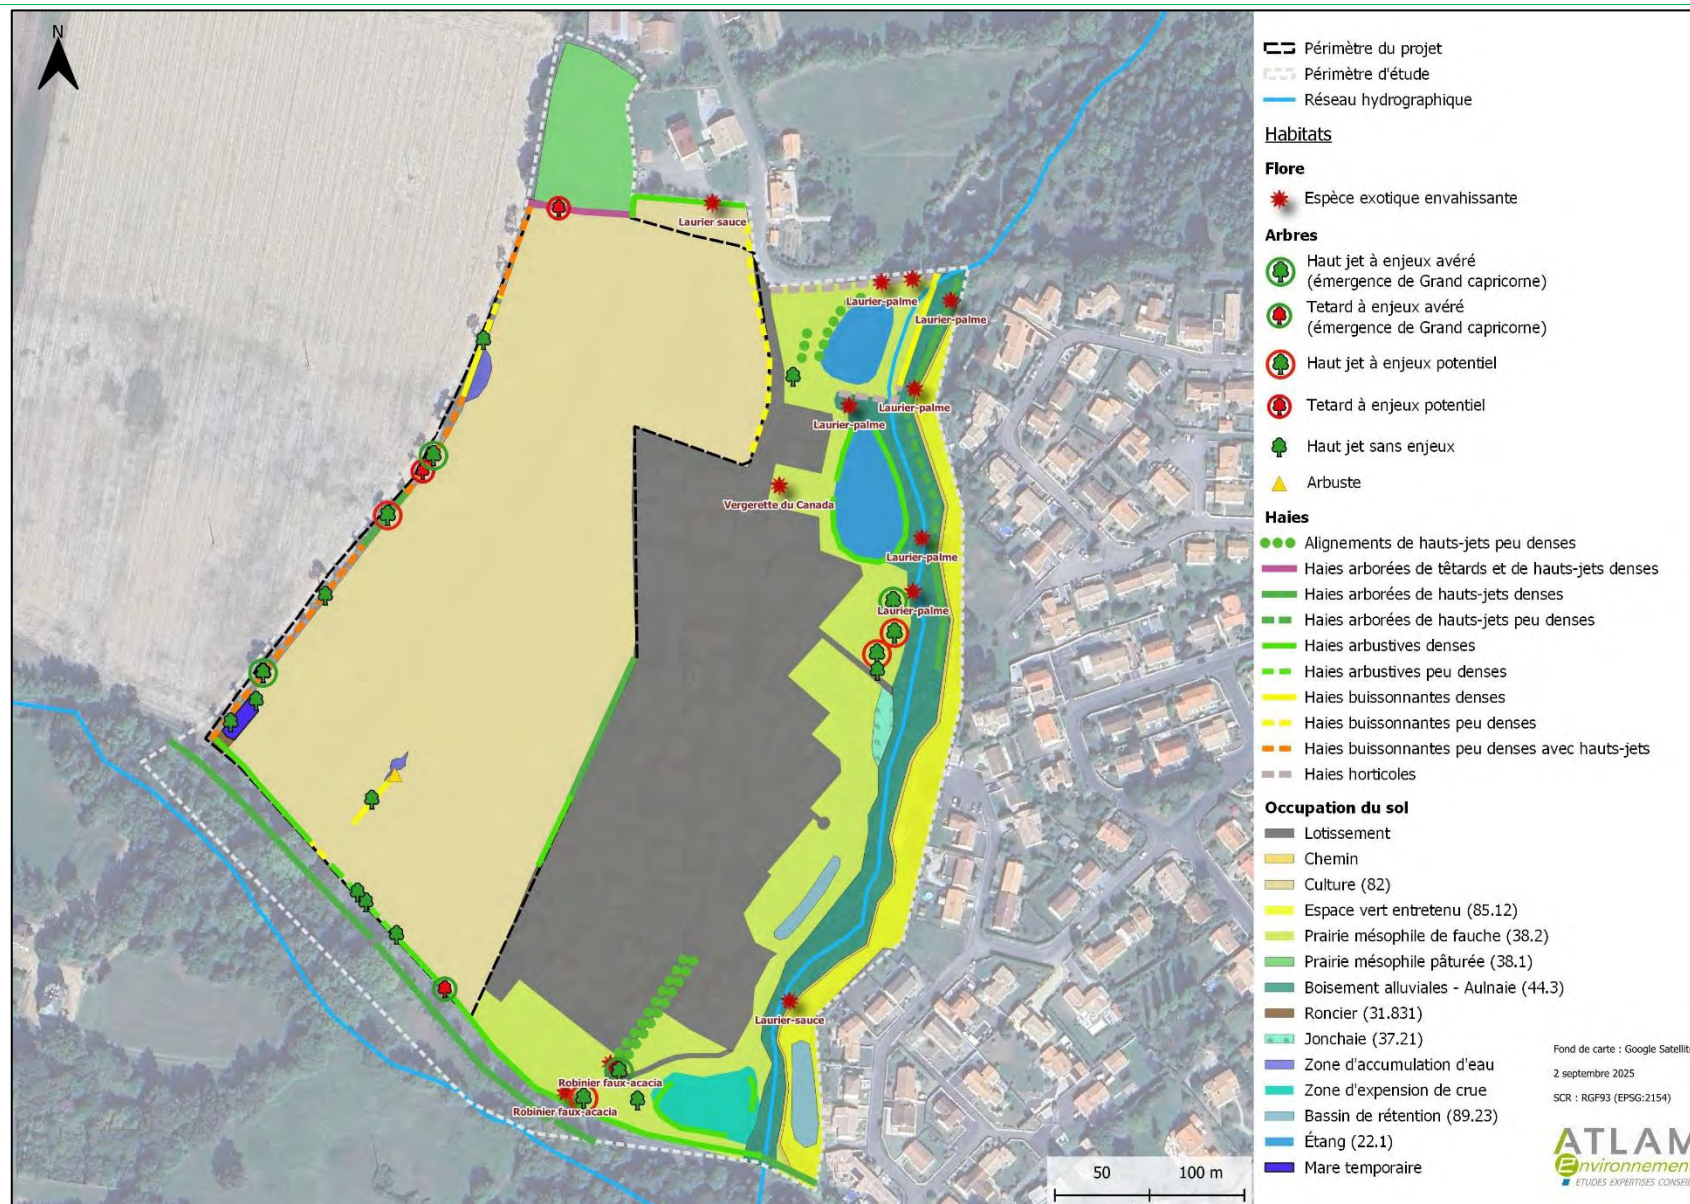 N
Laurier sauce
Laurier-palme
Laurier-palme
Laurier-palme
Laurier-palme
Vergerette du Canada
Laurier-palme
Laurier-palme
Laurier-sauce
Robinier faux-acacia
Robinier faux-acacia
50 100 m
Périmètre du projet
Périmètre d'étude
Réseau hydrographique
Habitats
Flore
Espèce exotique envahissante
Arbres
Haut jet à enjeux avéré
(émergence de Grand capricorne)
Tetard à enjeux avéré
(émergence de Grand capricorne)
Haut jet à enjeux potentiel
Tetard à enjeux potentiel
Haut jet sans enjeux
Arbuste
Haies
Alignements de hauts-jets peu denses
Haies arborées de têtards et de hauts-jets denses
Haies arborées de hauts-jets denses
Haies arborées de hauts-jets peu denses
Haies arbustives denses
Haies arbustives peu denses
Haies buissonnantes denses
Haies buissonnantes peu denses
Haies buissonnantes peu denses avec hauts-jets
Haies horticoles
Occupation du sol
Lotissement
Chemin
Culture (82)
Espace vert entretenu (85.12)
Prairie mésophile de fauche (38.2)
Prairie mésophile pâturée (38.1)
Boisement alluviales - Aulnaie (44.3)
Roncier (31.831)
Jonchaie (37.21)
Zone d'accumulation d'eau
Zone d'expension de crue
Bassin de rétention (89.23)
Étang (22.1)
Mare temporaire
Fond de carte : Google Satellit
2 septembre 2025
SCR : RGF93 (EPSG:2154)
ATLAM
Environnemen
ETUDES EXPERTISES CONSEIL